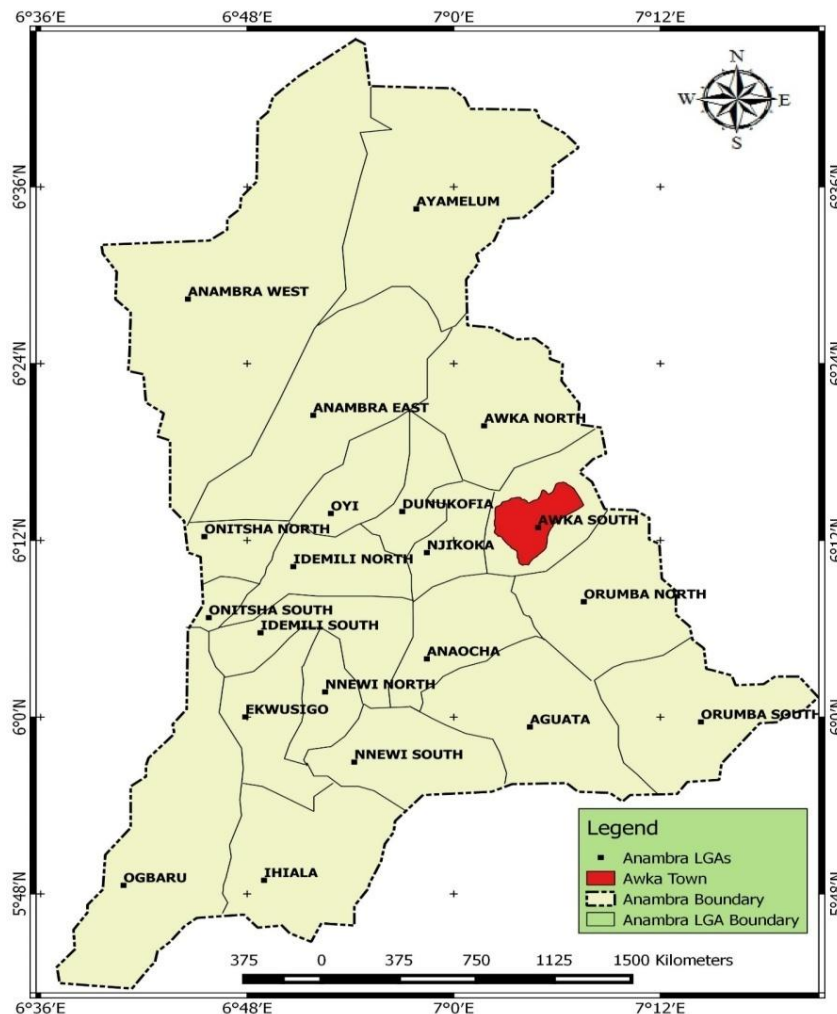 6°36'E 6°48'E 7°0'E 7°12'E
N
W E
S
6°36'N 6°36'N
AYAMELUM
ANAMBRA WEST
6°24'N 6°24'N
ANAMBRA EAST
AWKA NORTH
OYI
DUNUKOFIA
AWKA SOUTH
6°12'N 6°12'N
ONITSHA NORTH
NJIKOKA
IDEMILI NORTH
ORUMBA NORTH
ONITSHA SOUTH
IDEMILI SOUTH
ANAOCHA
NNEWI NORTH
6°0'N 6°0'N
EKWUSIGO
ORUMBA SOUTH
AGUATA
NNEWI SOUTH
Legend
Anambra LGAs
Awka Town
Anambra Boundary
Anambra LGA Boundary
5°48'N 5°48'N
IHIALA
OGBARU
375 0 375 750 1125 1500 Kilometers
6°36'E 6°48'E 7°0'E 7°12'E